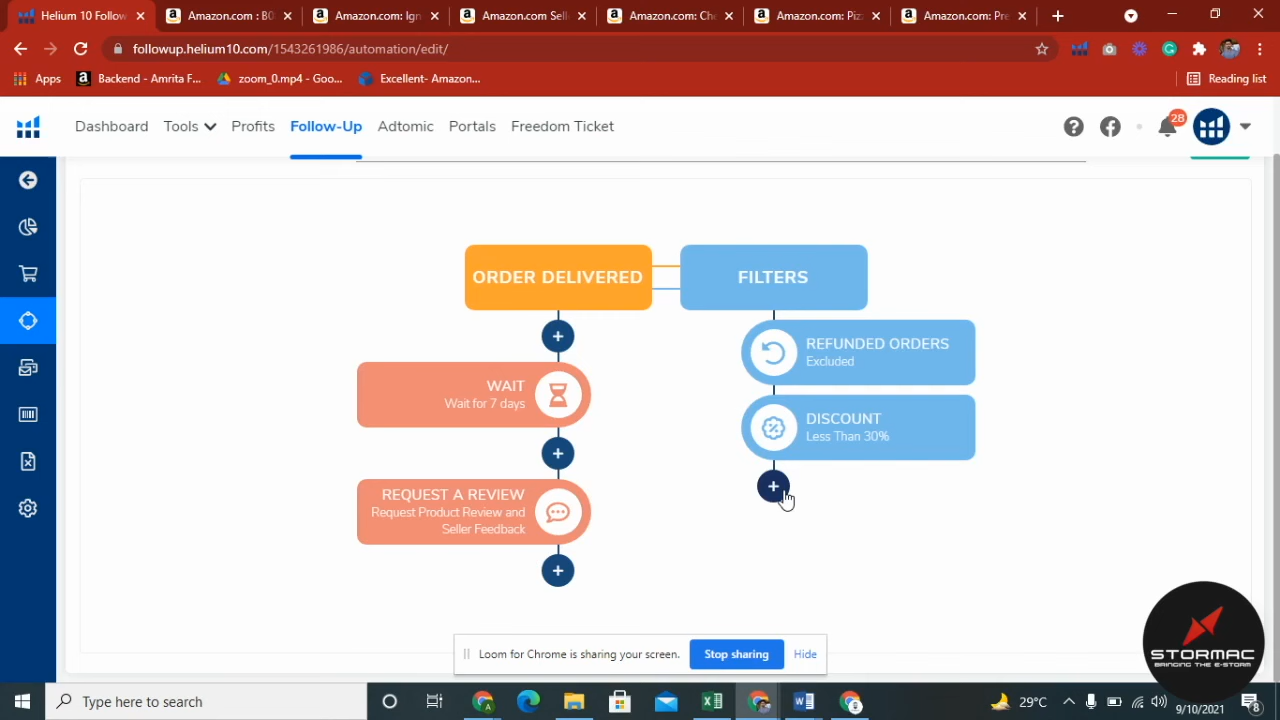 Helium 10 Follow
Amazon.com : B0
Amazon.com: Ign
Amazon.com Sell
Amazon.com: Che
Amazon.com: Piz
Amazon.com: Pre
followup.helium10.com/1543261986/automation/edit/
Apps
Backend - Amrita F...
zoom_0.mp4 - Goo...
Excellent- Amazon...
Reading list
Dashboard
Tools
Profits
Follow-Up
Adtomic
Portals
Freedom Ticket
28
ORDER DELIVERED
FILTERS
REFUNDED ORDERS
Excluded
WAIT
Wait for 7 days
DISCOUNT
Less Than 30%
REQUEST A REVIEW
Request Product Review and
Seller Feedback
Loom for Chrome is sharing your screen.
Stop sharing
Hide
STORMAC
BRINGING THE E-STORM
Type here to search
29°C
9/10/2021
8